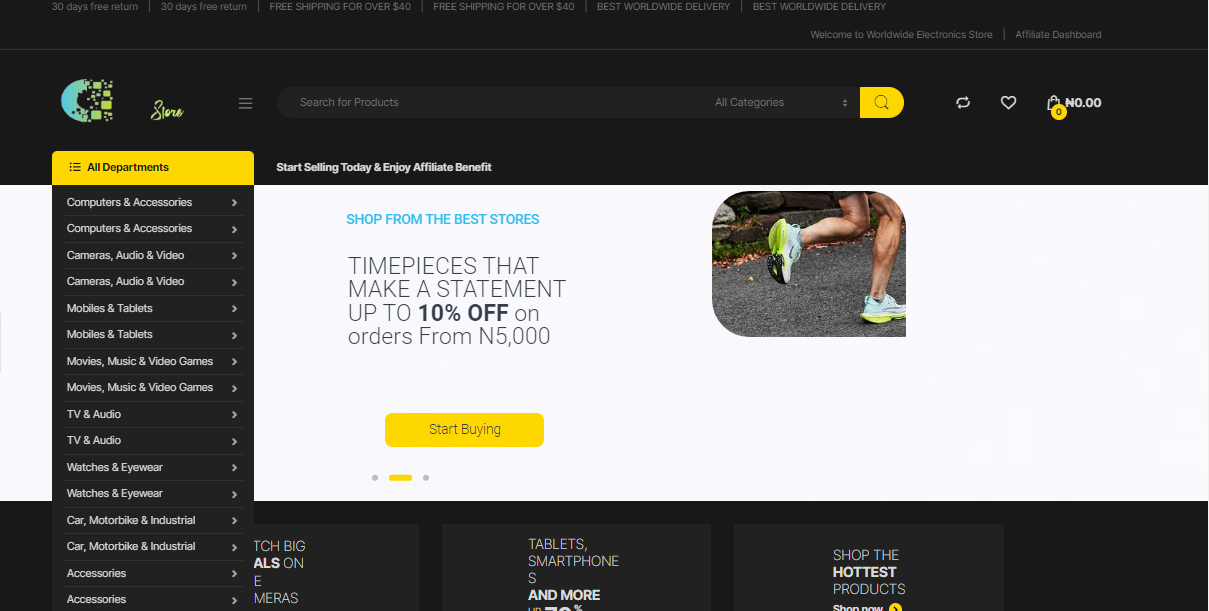 30 days free return | 30 days free return | FREE SHIPPING FOR OVER $40 | FREE SHIPPING FOR OVER $40 | BEST WORLDWIDE DELIVERY | BEST WORLDWIDE DELIVERY
Welcome to Worldwide Electronics Store | Affiliate Dashboard
Store
Search for Products
All Categories
0
₦0.00
All Departments
Start Selling Today & Enjoy Affiliate Benefit
Computers & Accessories
Computers & Accessories
Cameras, Audio & Video
Cameras, Audio & Video
Mobiles & Tablets
Mobiles & Tablets
Movies, Music & Video Games
Movies, Music & Video Games
TV & Audio
TV & Audio
Watches & Eyewear
Watches & Eyewear
Car, Motorbike & Industrial
Car, Motorbike & Industrial
Accessories
Accessories
SHOP FROM THE BEST STORES
TIMEPIECES THAT
MAKE A STATEMENT
UP TO 10% OFF on
orders From N5,000
Start Buying
TCH BIG
ALS ON
E
MERAS
TABLETS,
SMARTPHONE
S
AND MORE
UP
%
SHOP THE
HOTTEST
PRODUCTS
Shop now